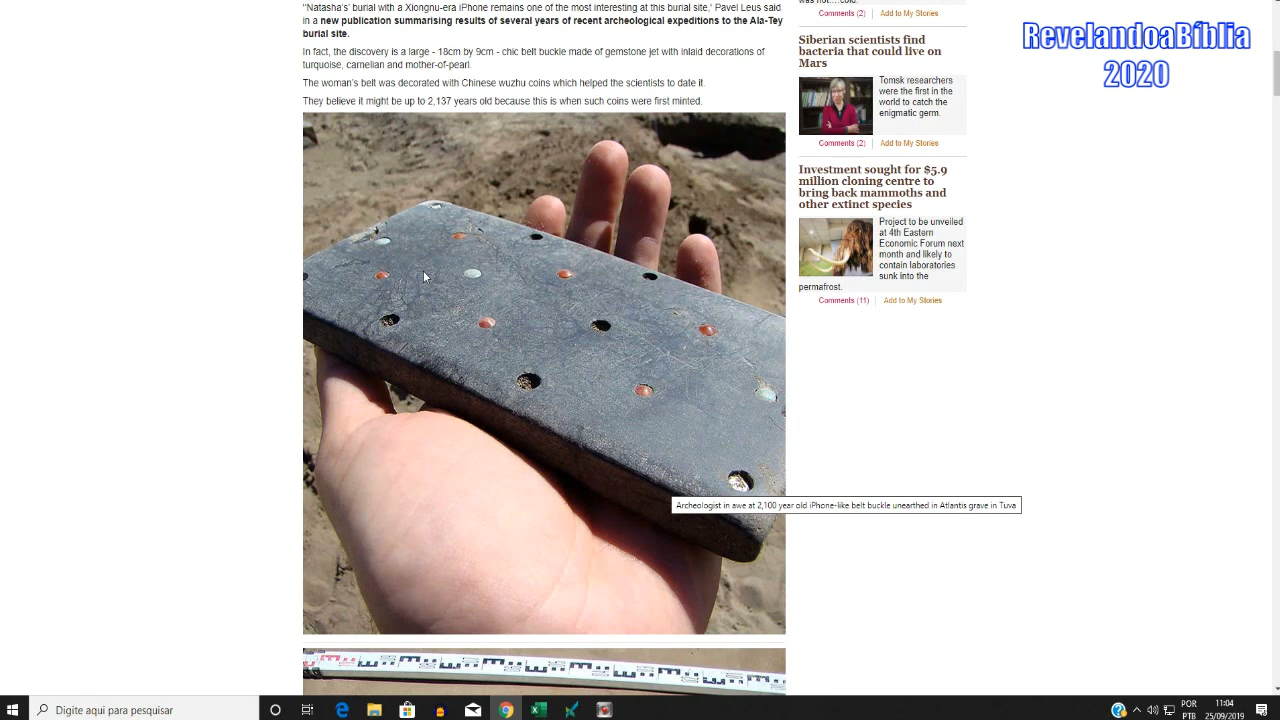 "Natasha's' burial with a Xiongnu-era iPhone remains one of the most interesting at this burial site,' Pavel Leus said
in a new publication summarising results of several years of recent archeological expeditions to the Ala-Tey
burial site.
In fact, the discovery is a large - 18cm by 9cm - chic belt buckle made of gemstone jet with inlaid decorations of
turquoise, carnelian and mother-of-pearl.
The woman's belt was decorated with Chinese wuzhu coins which helped the scientists to date it.
They believe it might be up to 2,137 years old because this is when such coins were first minted.
Archeologist in awe at 2,100 year old iPhone-like belt buckle unearthed in Atlantis grave in Tuva
Comments (2)
Add to My Stories
Siberian scientists find
bacteria that could live on
Mars
Tomsk researchers
were the first in the
world to catch the
enigmatic germ.
Comments (2)
Add to My Stories
Investment sought for $5.9
million cloning centre to
bring back mammoths and
other extinct species
Project to be unveiled
at 4th Eastern
Economic Forum next
month and likely to
contain laboratories
sunk into the
permafrost.
Comments (11)
Add to My Stories
RevelandoaBíblia
2020
Digite aqui para pesquisar
POR
PTB
11:04
25/09/2019